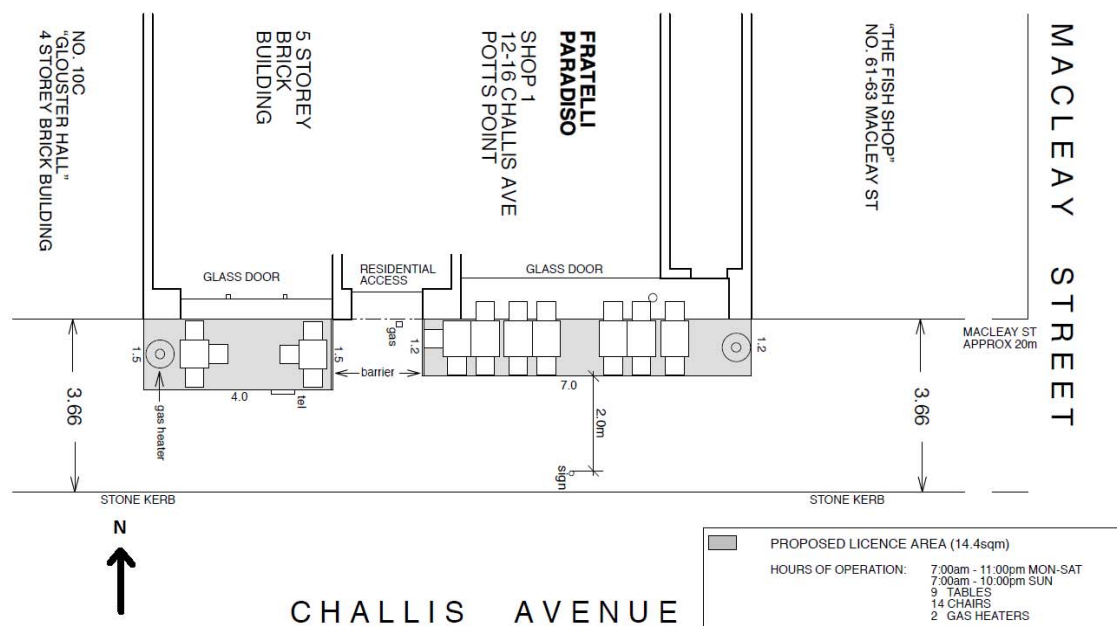 NO. 10C
"GLOUSTER HALL"
4 STOREY BRICK BUILDING
5 STOREY
BRICK
BUILDING
FRATELLI
PARADISO
SHOP 1
12-16 CHALLIS AVE
POTTS POINT
"THE FISH SHOP"
NO. 61-63 MACLEAY ST
MACLEAY STREET
GLASS DOOR
RESIDENTIAL
ACCESS
GLASS DOOR
MACLEAY ST
APPROX 20m
3.66
1.5
gas heater
4.0
tel
1.5
barrier
gas
1.2
7.0
2.0m
sign
1.2
3.66
STONE KERB
STONE KERB
N
CHALLIS AVENUE
PROPOSED LICENCE AREA (14.4sqm)
HOURS OF OPERATION: 7:00am - 11:00pm MON-SAT
7:00am - 10:00pm SUN
9 TABLES
14 CHAIRS
2 GAS HEATERS